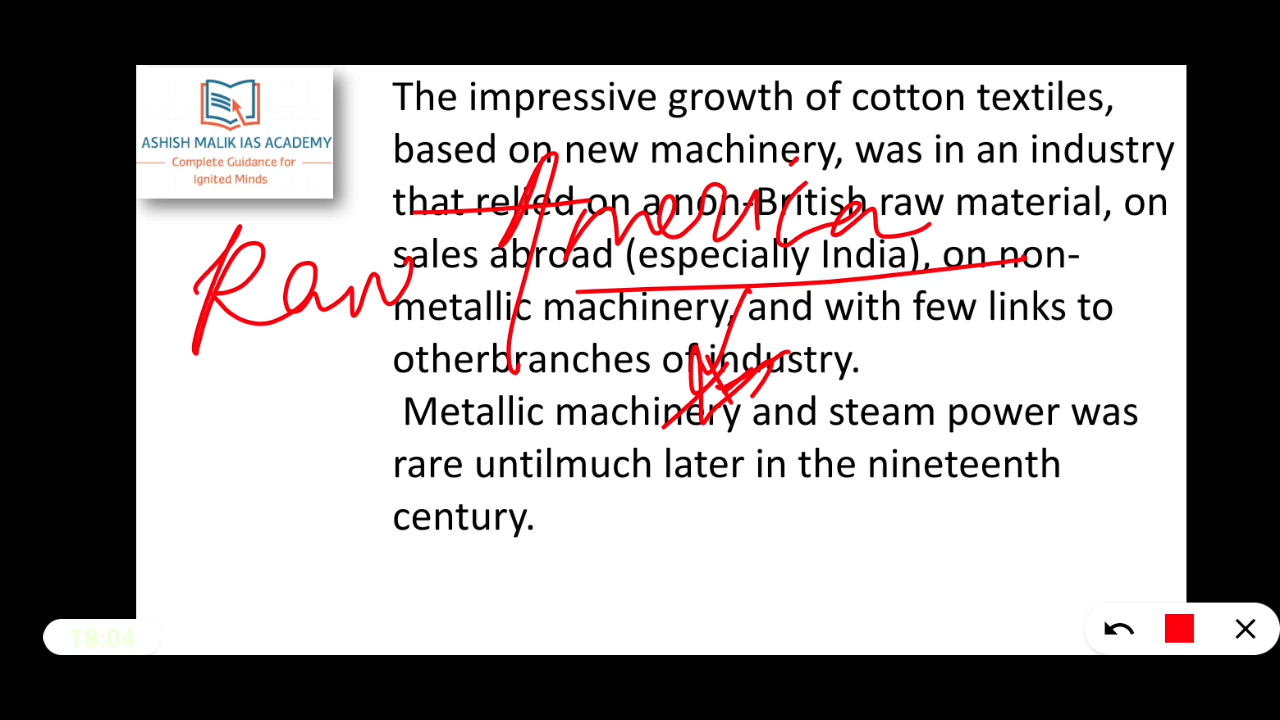 ASHISH MALIK IAS ACADEMY
Complete Guidance for
Ignited Minds
The impressive growth of cotton textiles,
based on new machinery, was in an industry
that relied on a non-British raw material, on
sales abroad (especially India), on non-
metallic machinery, and with few links to
otherbranches of industry.
Metallic machinery and steam power was
rare untilmuch later in the nineteenth
century.
Raw
America
18:04